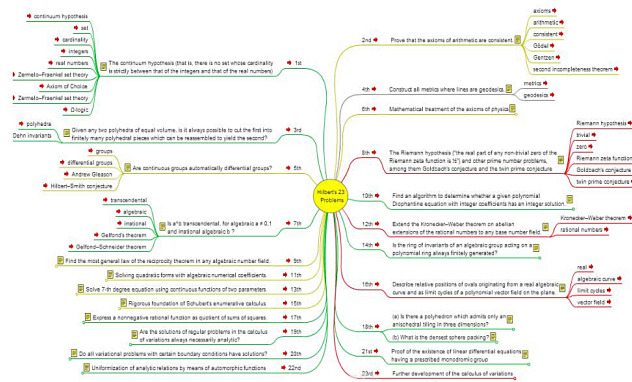 continuum hypothesis
set
cardinality
integers
real numbers
Zermelo–Fraenkel set theory
Axiom of Choice
Zermelo–Fraenkel set theory
Ω-logic
The continuum hypothesis (that is, there is no set whose cardinality
is strictly between that of the integers and that of the real numbers)
1st
polyhedra
Dehn invariants
Given any two polyhedra of equal volume, is it always possible to cut the first into
finitely many polyhedral pieces which can be reassembled to yield the second?
3rd
groups
differential groups
Andrew Gleason
Hilbert–Smith conjecture
Are continuous groups automatically differential groups?
5th
transcendental
algebraic
irrational
Gelfond's theorem
Gelfond–Schneider theorem
Is a^b transcendental, for algebraic a ≠ 0,1
and irrational algebraic b ?
7th
Find the most general law of the reciprocity theorem in any algebraic number field.
9th
Solving quadratic forms with algebraic numerical coefficients.
11th
Solve 7-th degree equation using continuous functions of two parameters.
13th
Rigorous foundation of Schubert's enumerative calculus.
15th
Express a nonnegative rational function as quotient of sums of squares.
17th
Are the solutions of regular problems in the calculus
of variations always necessarily analytic?
19th
Do all variational problems with certain boundary conditions have solutions?
20th
Uniformization of analytic relations by means of automorphic functions
22nd
Hilbert's 23
Problems
2nd
Prove that the axioms of arithmetic are consistent.
axioms
arithmetic
consistent
Gödel
Gentzen
second incompleteness theorem
4th
Construct all metrics where lines are geodesics.
metrics
geodesics
6th
Mathematical treatment of the axioms of physics
8th
The Riemann hypothesis ("the real part of any non-trivial zero of the
Riemann zeta function is ½") and other prime number problems,
among them Goldbach's conjecture and the twin prime conjecture
Riemann hypothesis
trivial
zero
Riemann zeta function
Goldbach's conjecture
twin prime conjecture
10th
Find an algorithm to determine whether a given polynomial
Diophantine equation with integer coefficients has an integer solution.
12th
Extend the Kronecker–Weber theorem on abelian
extensions of the rational numbers to any base number field.
Kronecker–Weber theorem
rational numbers
14th
Is the ring of invariants of an algebraic group acting on a
polynomial ring always finitely generated?
16th
Describe relative positions of ovals originating from a real algebraic
curve and as limit cycles of a polynomial vector field on the plane.
real
algebraic curve
limit cycles
vector field
18th
(a) Is there a polyhedron which admits only an
anisohedral tiling in three dimensions?
(b) What is the densest sphere packing?
21st
Proof of the existence of linear differential equations
having a prescribed monodromic group
23rd
Further development of the calculus of variations